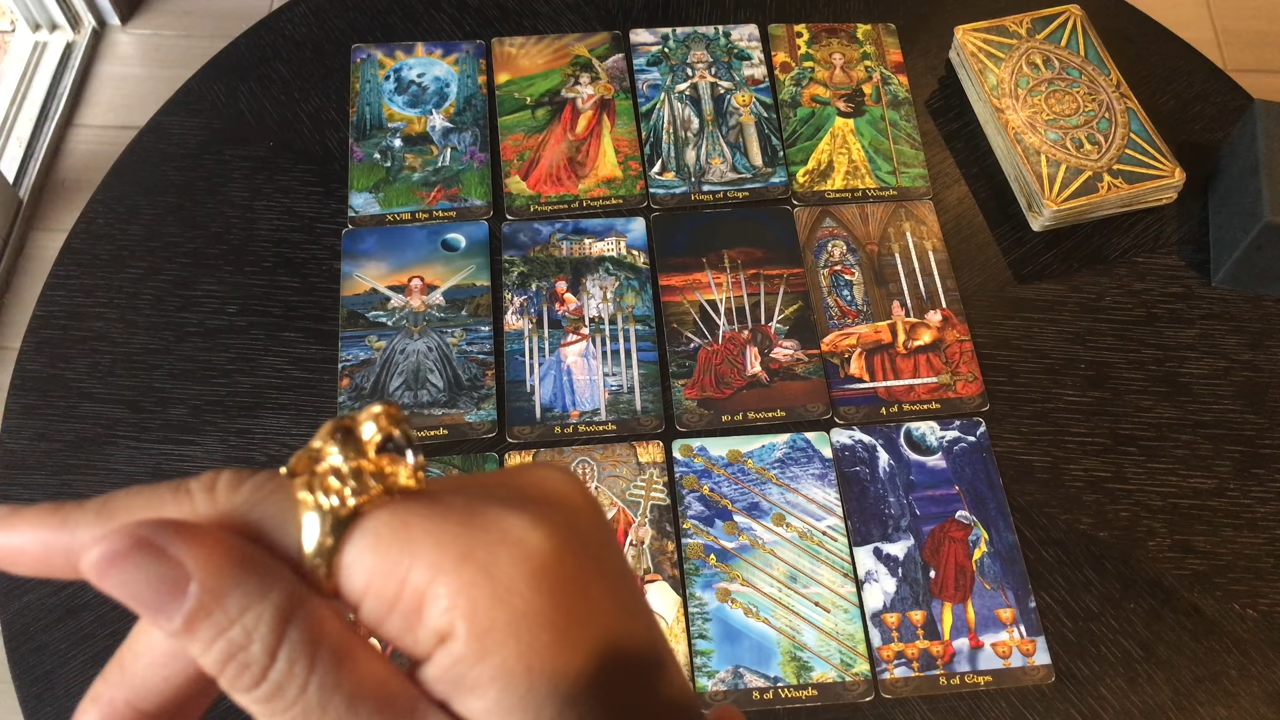 XVIII. the Moon
Princess of Pentacles
King of Cups
Queen of Wands
Swords
8 of Swords
10 of Swords
4 of Swords
8 of Wands
8 of Cups